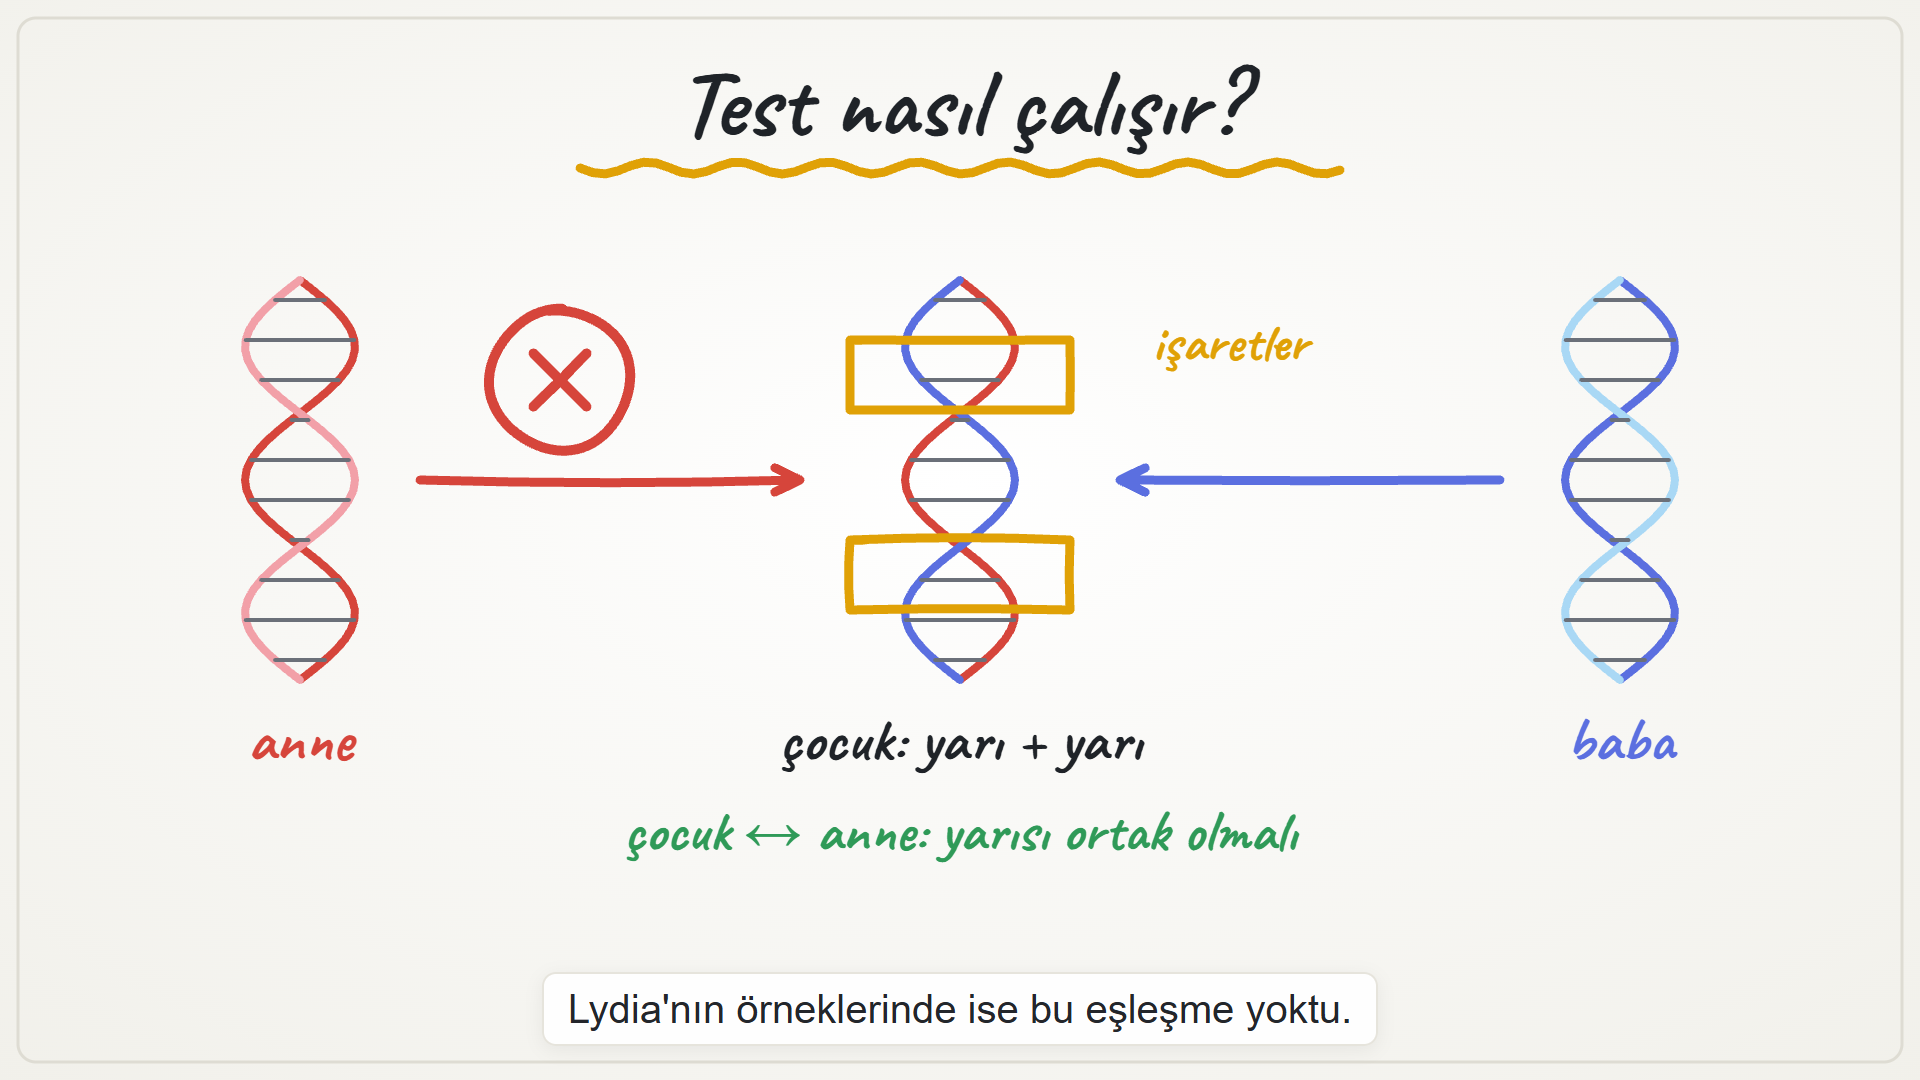 Test nasıl çalışır?
işaretler
anne
çocuk: yarı + yarı
baba
çocuk ↔ anne: yarısı ortak olmalı
Lydia'nın örneklerinde ise bu eşleşme yoktu.